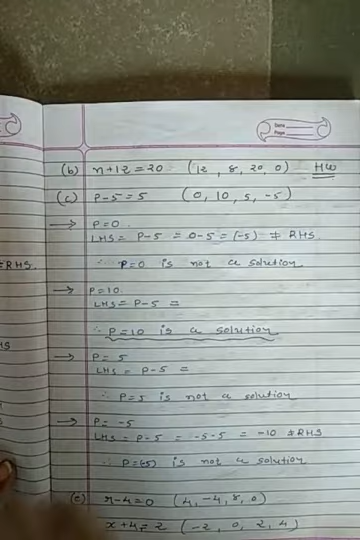 Date
Page
(b) n+12=20 (12, 8, 20, 0) HW
(c) P-5=5 (0, 10, 5, -5)
→ P=0.
LHS = P-5 = 0-5 = (-5) ≠ RHS.
=RHS.
∴ P=0 is not a solution
→ P=10.
LHS = P-5 =
∴ P=10 is a solution
HS
→ P= 5
LHS = P-5 =
∴ P=5 is not a solution
→ P= -5
LHS = P-5 = -5-5 = -10 ≠ RHS
∴ P=(-5) is not a solution
(e) r-4=0 (4, -4, 8, 0)
x+4=2 (-2, 0, 2, 4)